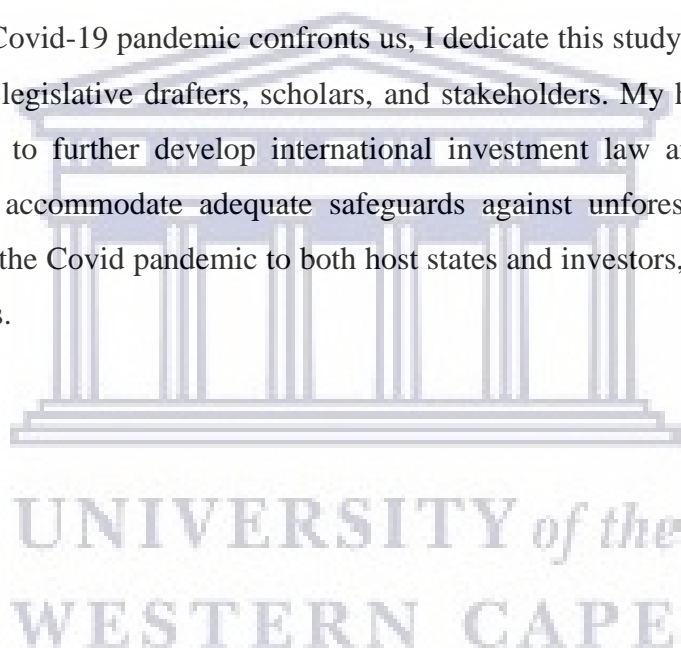 Covid-19 pandemic confronts us, I dedicate this study
legislative drafters, scholars, and stakeholders. My
to further develop international investment law
accommodate adequate safeguards against
the Covid pandemic to both host states and investors,
UNIVERSITY of the
WESTERN CAPE